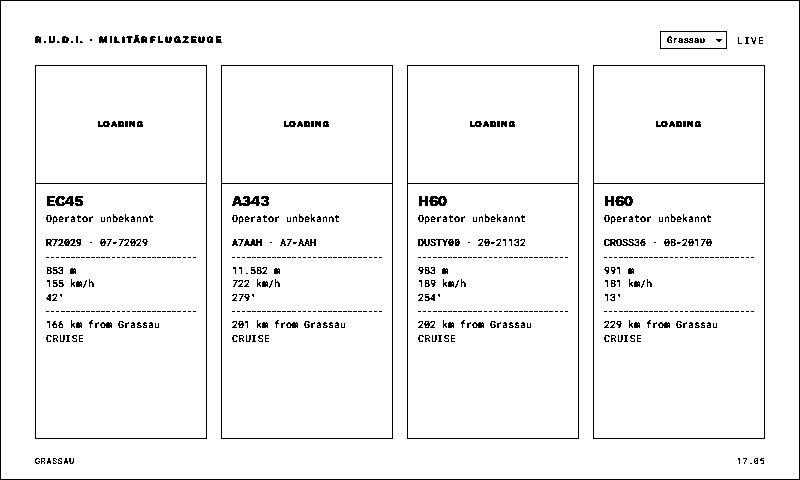 R.U.D.I. · MILITÄRFLUGZEUGE
Grassau
LIVE
LOADING
EC45
Operator unbekannt
R72029 · 07-72029
853 m
155 km/h
42°
166 km from Grassau
CRUISE
LOADING
A343
Operator unbekannt
A7AAH · A7-AAH
11.582 m
722 km/h
279°
201 km from Grassau
CRUISE
LOADING
H60
Operator unbekannt
DUSTY00 · 20-21132
983 m
189 km/h
254°
202 km from Grassau
CRUISE
LOADING
H60
Operator unbekannt
CROSS36 · 08-20170
991 m
181 km/h
13°
229 km from Grassau
CRUISE
GRASSAU
17.05